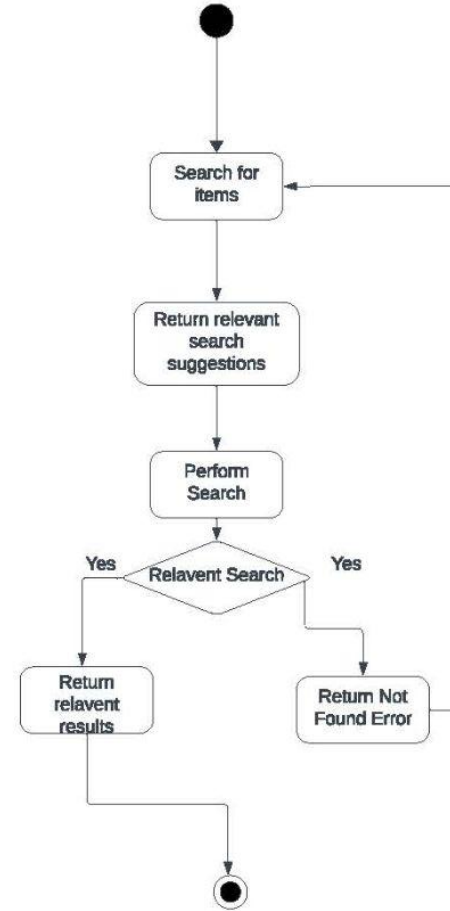 Search for
items
Return relevant
search
suggestions
Perform
Search
Yes
Relavent Search
Yes
Return
relavent
results
Return Not
Found Error